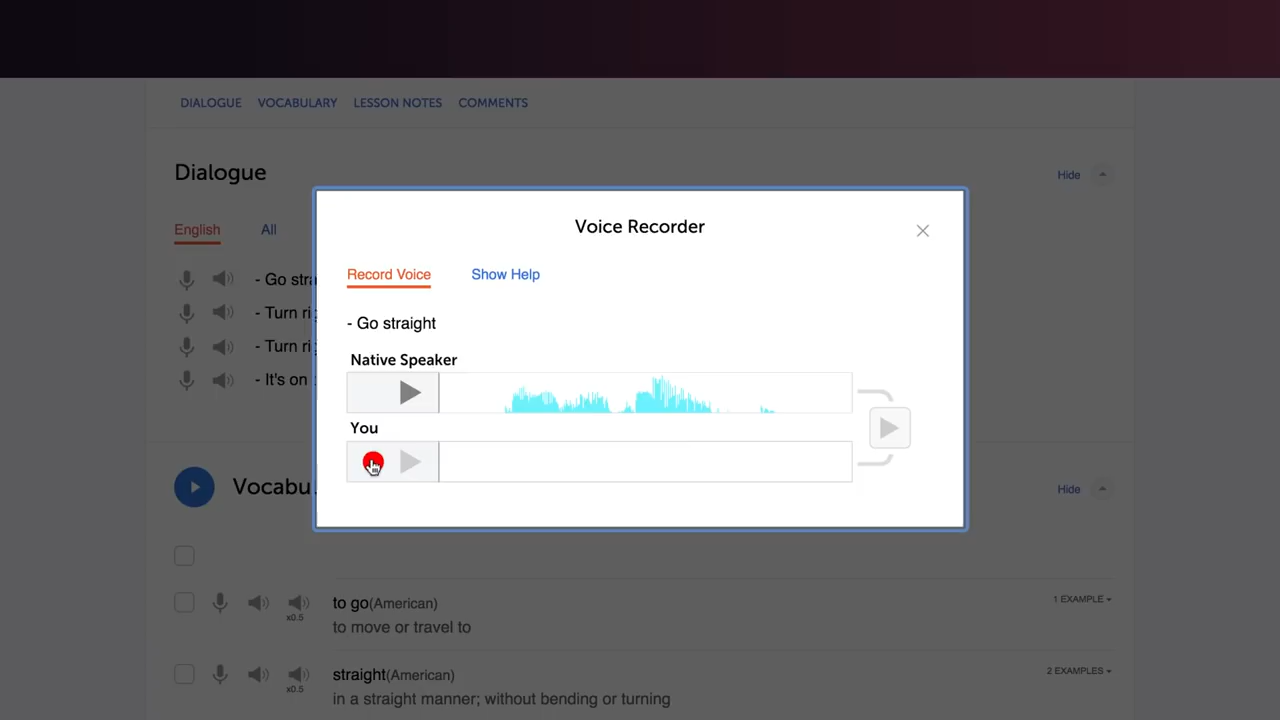 DIALOGUE VOCABULARY LESSON NOTES COMMENTS
Dialogue
Hide
English All
- Go stra
- Turn ri
- Turn ri
- It's on
Voice Recorder
Record Voice Show Help
- Go straight
Native Speaker
You
Vocabu
Hide
to go(American)
1 EXAMPLE
x0.5
to move or travel to
straight(American)
2 EXAMPLES
x0.5
in a straight manner; without bending or turning